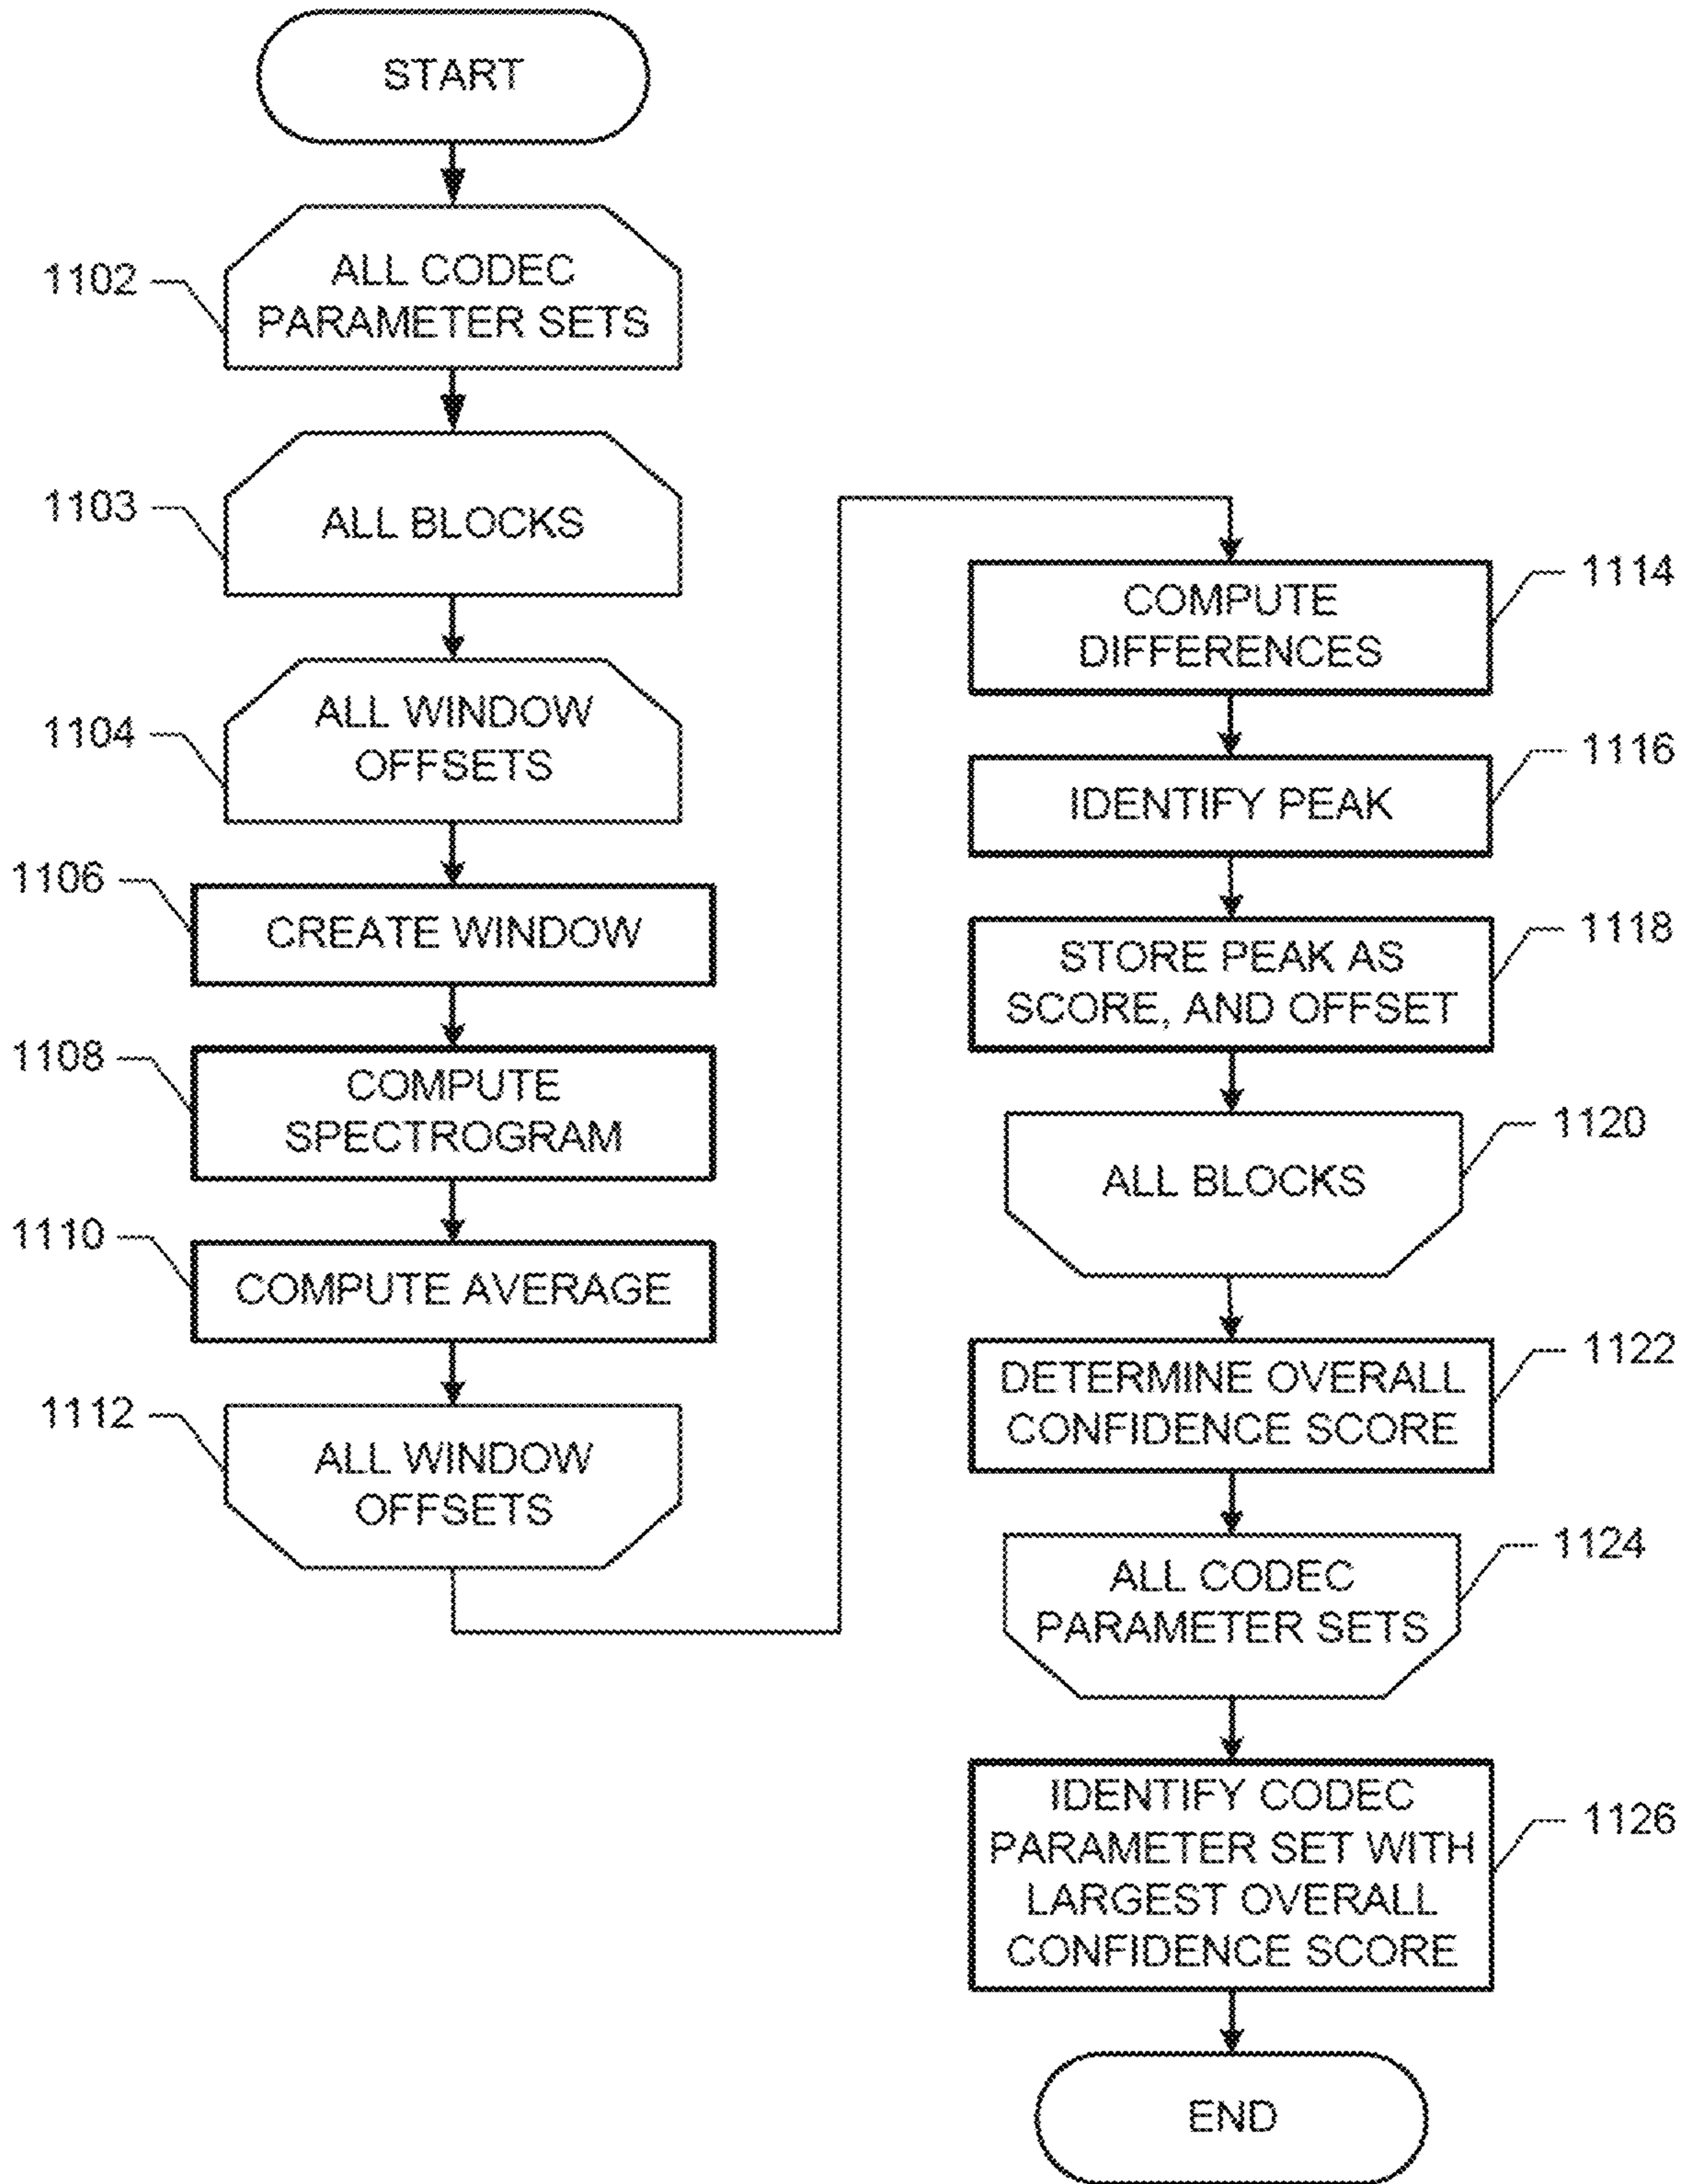 START
1102
ALL CODEC
PARAMETER SETS
1103
ALL BLOCKS
1104
ALL WINDOW
OFFSETS
1106
CREATE WINDOW
1108
COMPUTE
SPECTROGRAM
1110
COMPUTE AVERAGE
1112
ALL WINDOW
OFFSETS
COMPUTE
DIFFERENCES
1114
IDENTIFY PEAK
1116
STORE PEAK AS
SCORE, AND OFFSET
1118
ALL BLOCKS
1120
DETERMINE OVERALL
CONFIDENCE SCORE
1122
ALL CODEC
PARAMETER SETS
1124
IDENTIFY CODEC
PARAMETER SET WITH
LARGEST OVERALL
CONFIDENCE SCORE
1126
END